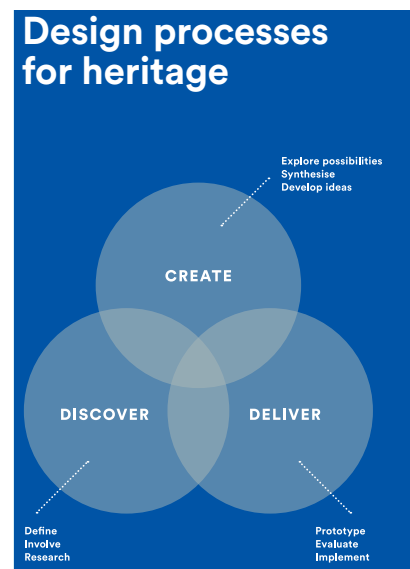 Design processes
for heritage
Explore possibilities
Synthesise
Develop ideas
CREATE
DISCOVER
DELIVER
Define
Involve
Research
Prototype
Evaluate
Implement